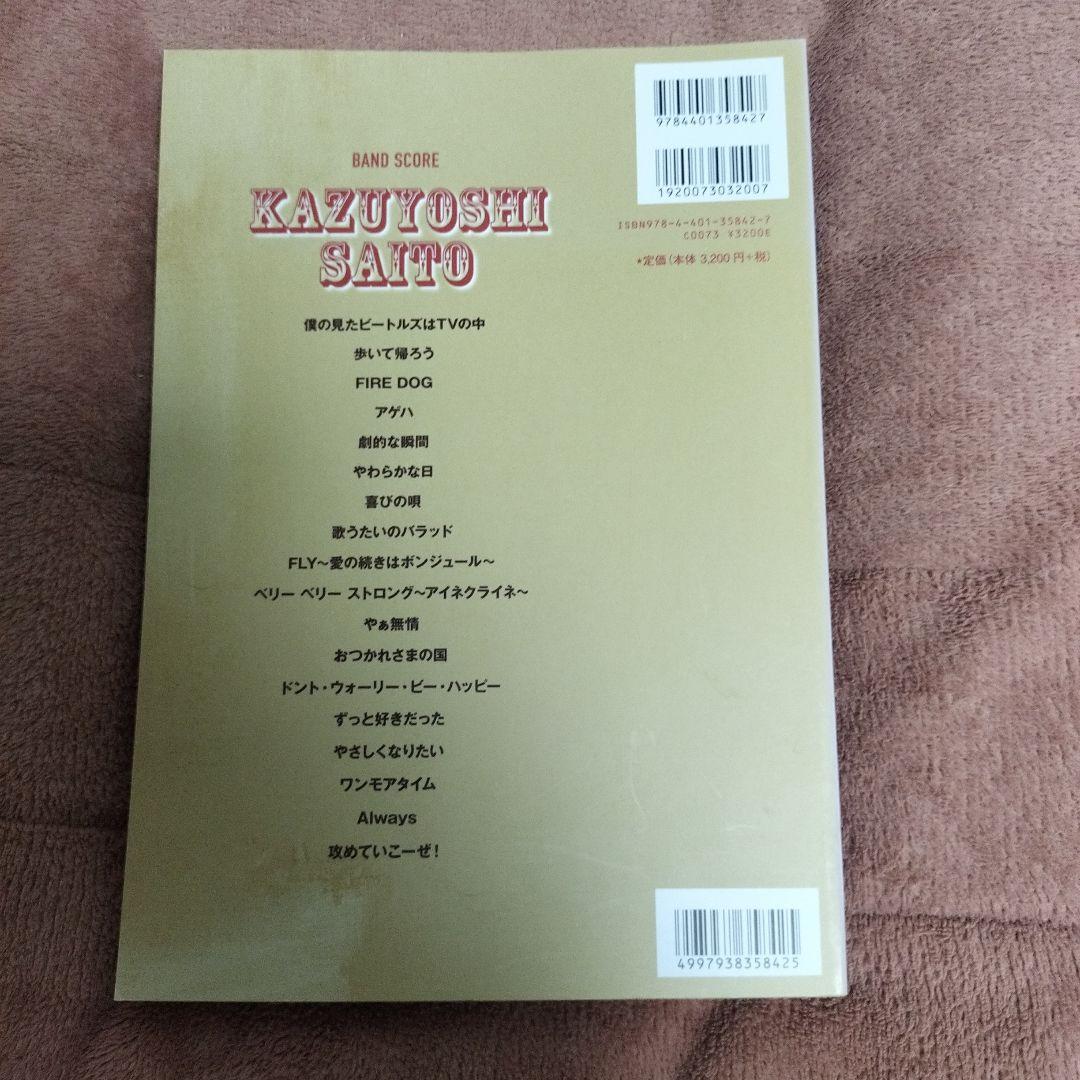 9784401358427
1920073032007
ISBN978-4-401-35842-7
C0073 ¥3200E
★定価(本体 3,200円+税)
BAND SCORE
KAZUYOSHI
SAITO
僕の見たビートルズはTVの中
歩いて帰ろう
FIRE DOG
アゲハ
劇的な瞬間
やわらかな日
喜びの唄
歌うたいのバラッド
FLY〜愛の続きはボンジュール〜
ベリー ベリー ストロング〜アイネクライネ〜
やぁ無情
おつかれさまの国
ドント・ウォーリー・ビー・ハッピー
ずっと好きだった
やさしくなりたい
ワンモアタイム
Always
攻めていこーぜ!
4997938358425